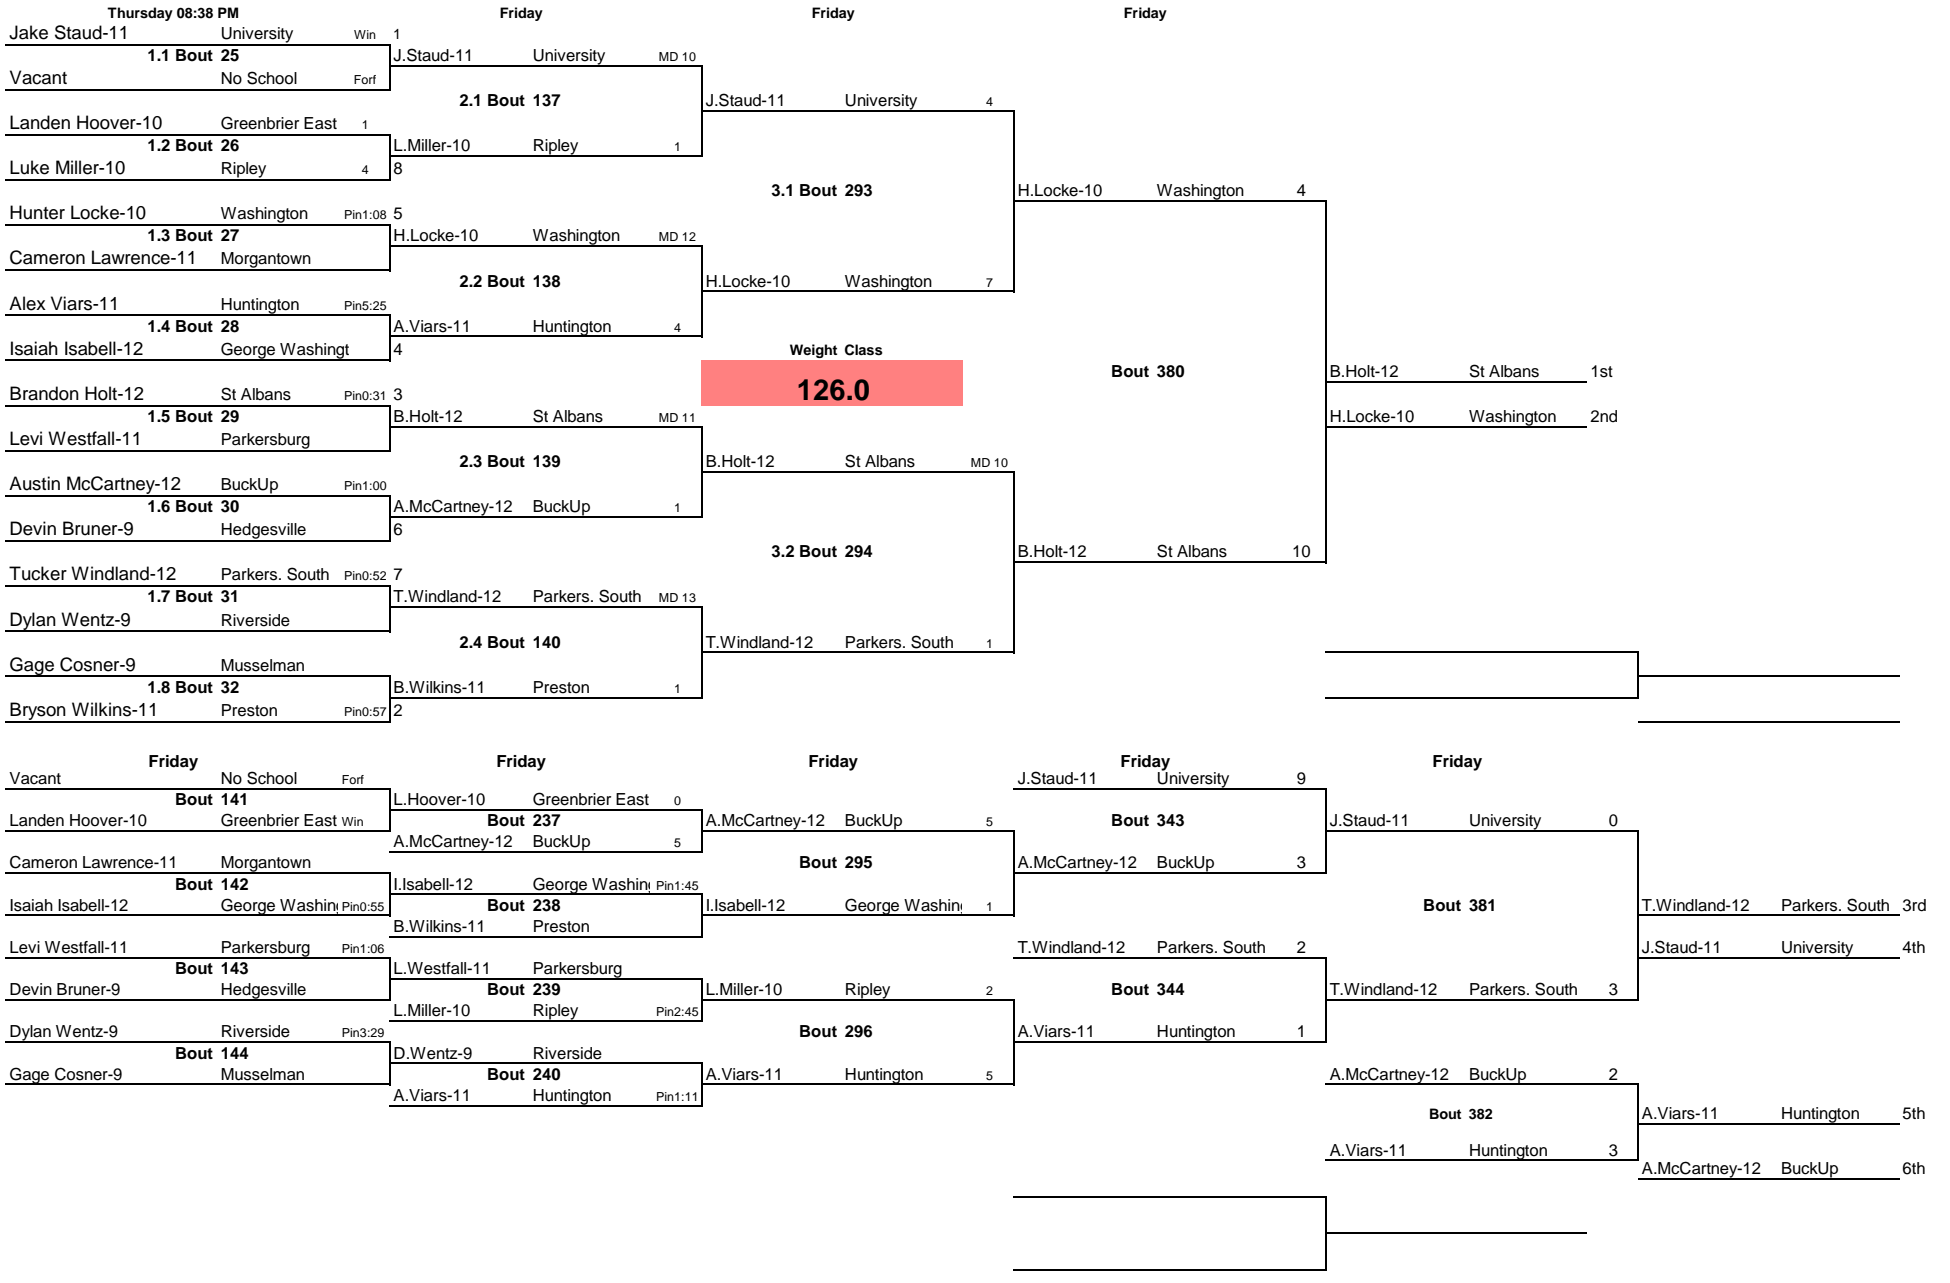 Thursday 08:38 PM Friday Friday Friday
Jake Staud-11 University Win 1
1.1 Bout 25 J.Staud-11 University MD 10
Vacant No School Forf
2.1 Bout 137 J.Staud-11 University 4
Landen Hoover-10 Greenbrier East 1
1.2 Bout 26 L.Miller-10 Ripley 1
Luke Miller-10 Ripley 4 8
3.1 Bout 293 H.Locke-10 Washington 4
Hunter Locke-10 Washington Pin1:08 5
1.3 Bout 27 H.Locke-10 Washington MD 12
Cameron Lawrence-11 Morgantown
2.2 Bout 138 H.Locke-10 Washington 7
Alex Viars-11 Huntington Pin5:25
1.4 Bout 28 A.Viars-11 Huntington 4
Isaiah Isabell-12 George Washingt 4 Weight Class
Bout 380 B.Holt-12 St Albans 1st
Brandon Holt-12 St Albans Pin0:31 3 126.0
1.5 Bout 29 B.Holt-12 St Albans MD 11 H.Locke-10 Washington 2nd
Levi Westfall-11 Parkersburg
2.3 Bout 139 B.Holt-12 St Albans MD 10
Austin McCartney-12 BuckUp Pin1:00
1.6 Bout 30 A.McCartney-12 BuckUp 1
Devin Bruner-9 Hedgesville 6
3.2 Bout 294 B.Holt-12 St Albans 10
Tucker Windland-12 Parkers. South Pin0:52 7
1.7 Bout 31 T.Windland-12 Parkers. South MD 13
Dylan Wentz-9 Riverside
2.4 Bout 140 T.Windland-12 Parkers. South 1
Gage Cosner-9 Musselman
1.8 Bout 32 B.Wilkins-11 Preston 1
Bryson Wilkins-11 Preston Pin0:57 2
Friday Friday Friday Friday Friday
Vacant No School Forf J.Staud-11 University 9
Bout 141 L.Hoover-10 Greenbrier East 0
Landen Hoover-10 Greenbrier East Win Bout 237 A.McCartney-12 BuckUp 5 Bout 343 J.Staud-11 University 0
A.McCartney-12 BuckUp 5
Cameron Lawrence-11 Morgantown Bout 295 A.McCartney-12 BuckUp 3
Bout 142 I.Isabell-12 George Washin Pin1:45
Isaiah Isabell-12 George Washin Pin0:55 Bout 238 I.Isabell-12 George Washin 1 Bout 381 T.Windland-12 Parkers. South 3rd
B.Wilkins-11 Preston
Levi Westfall-11 Parkersburg Pin1:06 T.Windland-12 Parkers. South 2 J.Staud-11 University 4th
Bout 143 L.Westfall-11 Parkersburg
Devin Bruner-9 Hedgesville Bout 239 L.Miller-10 Ripley 2 Bout 344 T.Windland-12 Parkers. South 3
L.Miller-10 Ripley Pin2:45
Dylan Wentz-9 Riverside Pin3:29 Bout 296 A.Viars-11 Huntington 1
Bout 144 D.Wentz-9 Riverside
Gage Cosner-9 Musselman Bout 240 A.Viars-11 Huntington 5 A.McCartney-12 BuckUp 2
A.Viars-11 Huntington Pin1:11
Bout 382 A.Viars-11 Huntington 5th
A.Viars-11 Huntington 3
A.McCartney-12 BuckUp 6th